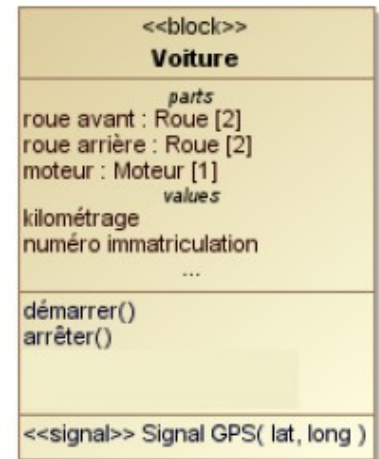 <<block>>
Voiture
parts
roue avant : Roue [2]
roue arrière : Roue [2]
moteur : Moteur [1]
values
kilométrage
numéro immatriculation
...
démarrer()
arrêter()
<<signal>> Signal GPS( lat, long )